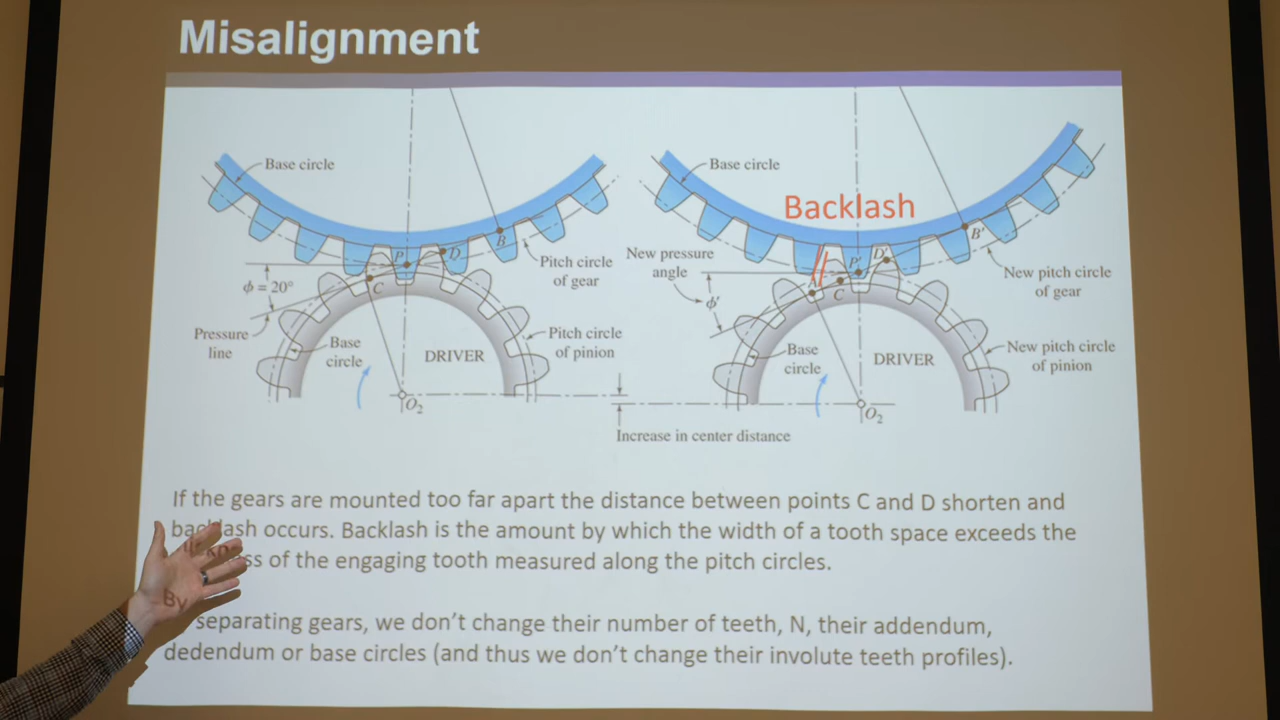 Misalignment
Base circle
Base circle
Backlash
P
D
B
C
ϕ = 20°
Pitch circle
of gear
New pressure
angle
ϕ′
P′
D′
B′
A′
C
New pitch circle
of gear
Pressure
line
Base
circle
DRIVER
Pitch circle
of pinion
Base
circle
DRIVER
New pitch circle
of pinion
O2
O2
Increase in center distance
If the gears are mounted too far apart the distance between points C and D shorten and
backlash occurs. Backlash is the amount by which the width of a tooth space exceeds the
of the engaging tooth measured along the pitch circles.
By separating gears, we don’t change their number of teeth, N, their addendum,
dedendum or base circles (and thus we don’t change their involute teeth profiles).